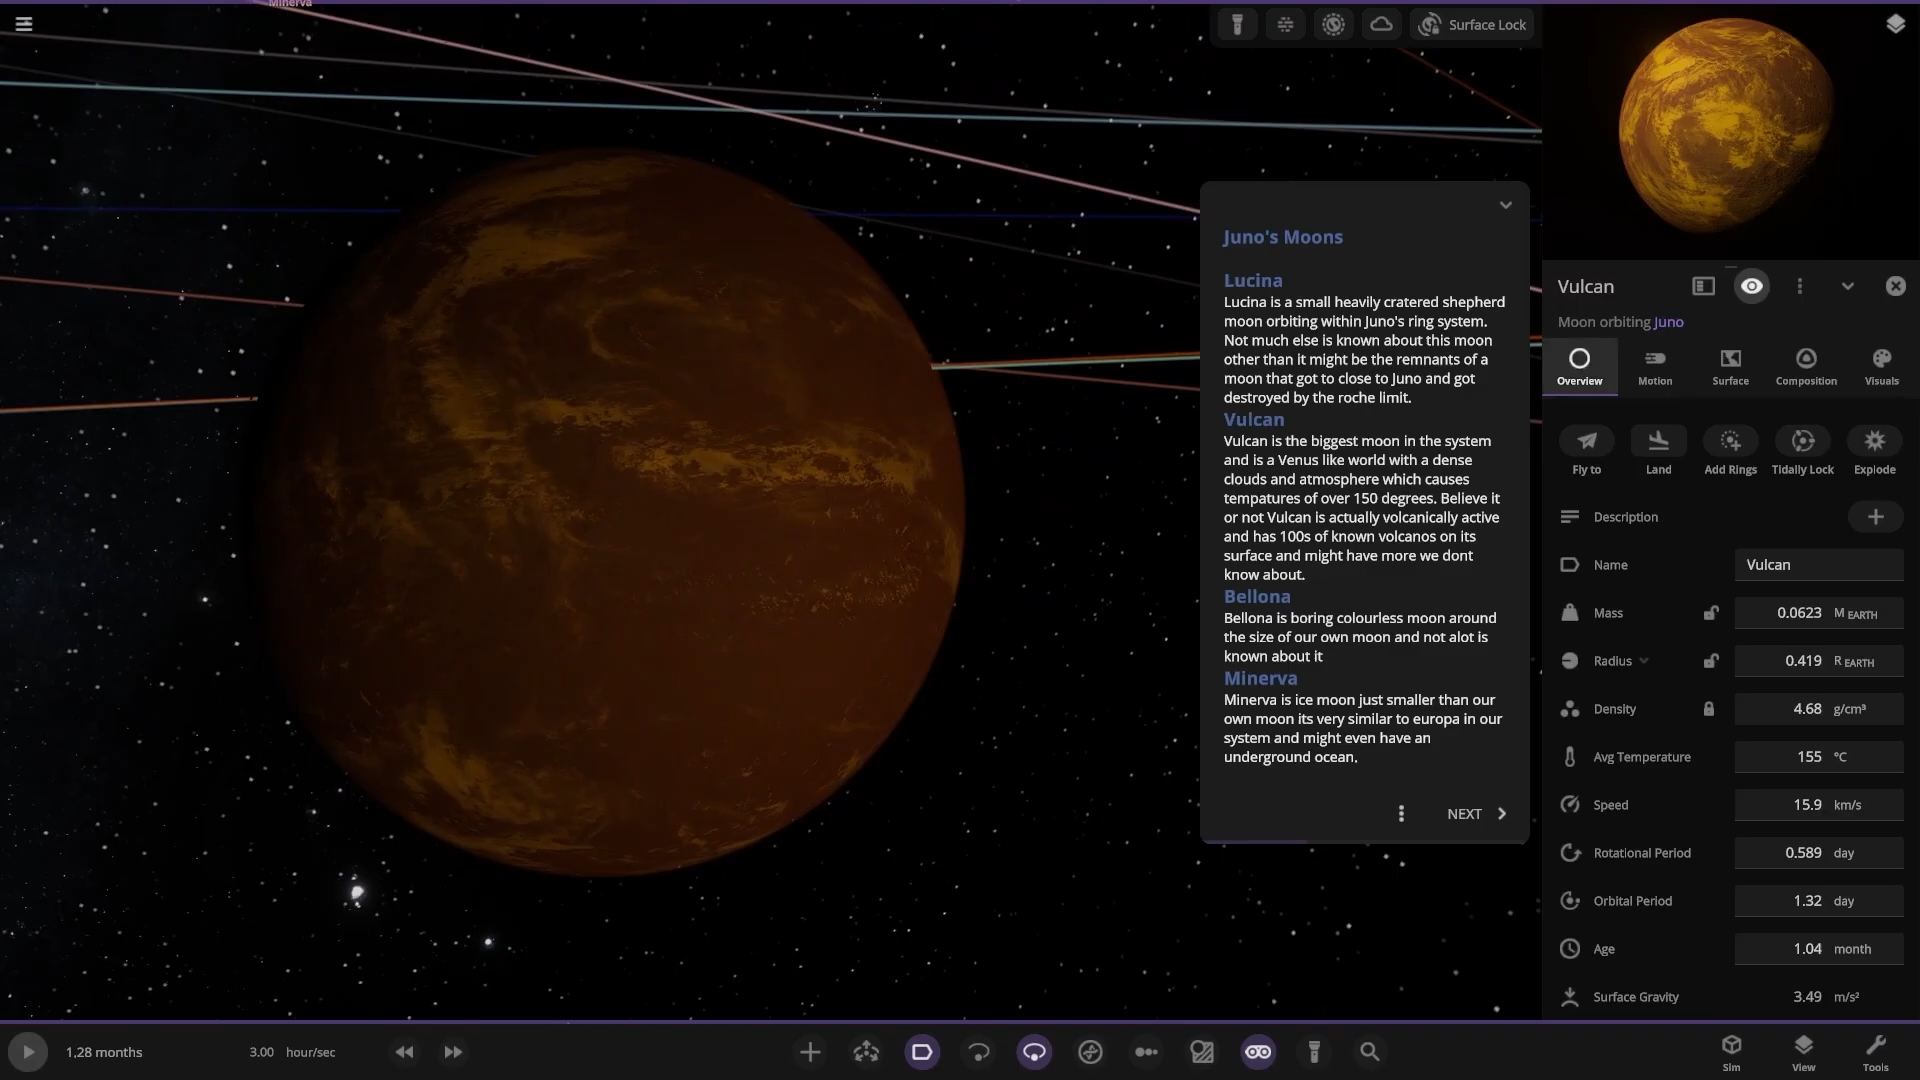 Minerva
Surface Lock
Juno's Moons
Lucina
Lucina is a small heavily cratered shepherd
moon orbiting within Juno's ring system.
Not much else is known about this moon
other than it might be the remnants of a
moon that got to close to Juno and got
destroyed by the roche limit.
Vulcan
Vulcan is the biggest moon in the system
and is a Venus like world with a dense
clouds and atmosphere which causes
tempatures of over 150 degrees. Believe it
or not Vulcan is actually volcanically active
and has 100s of known volcanos on its
surface and might have more we dont
know about.
Bellona
Bellona is boring colourless moon around
the size of our own moon and not alot is
known about it
Minerva
Minerva is ice moon just smaller than our
own moon its very similar to europa in our
system and might even have an
underground ocean.
NEXT
Vulcan
Moon orbiting Juno
Overview Motion Surface Composition Visuals
Fly to Land Add Rings Tidally Lock Explode
Description
Name Vulcan
Mass 0.0623 M EARTH
Radius 0.419 R EARTH
Density 4.68 g/cm³
Avg Temperature 155 °C
Speed 15.9 km/s
Rotational Period 0.589 day
Orbital Period 1.32 day
Age 1.04 month
Surface Gravity 3.49 m/s²
1.28 months 3.00 hour/sec
Sim View Tools